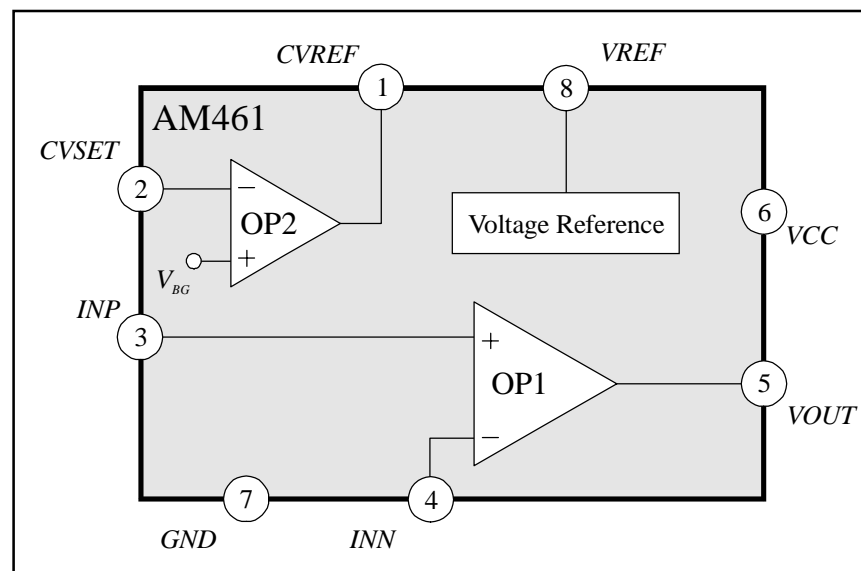 CVREF
VREF
1
8
AM461
CVSET
2
−
OP2
+
V_BG
Voltage Reference
6
VCC
INP
3
+
OP1
−
5
VOUT
7
4
GND
INN